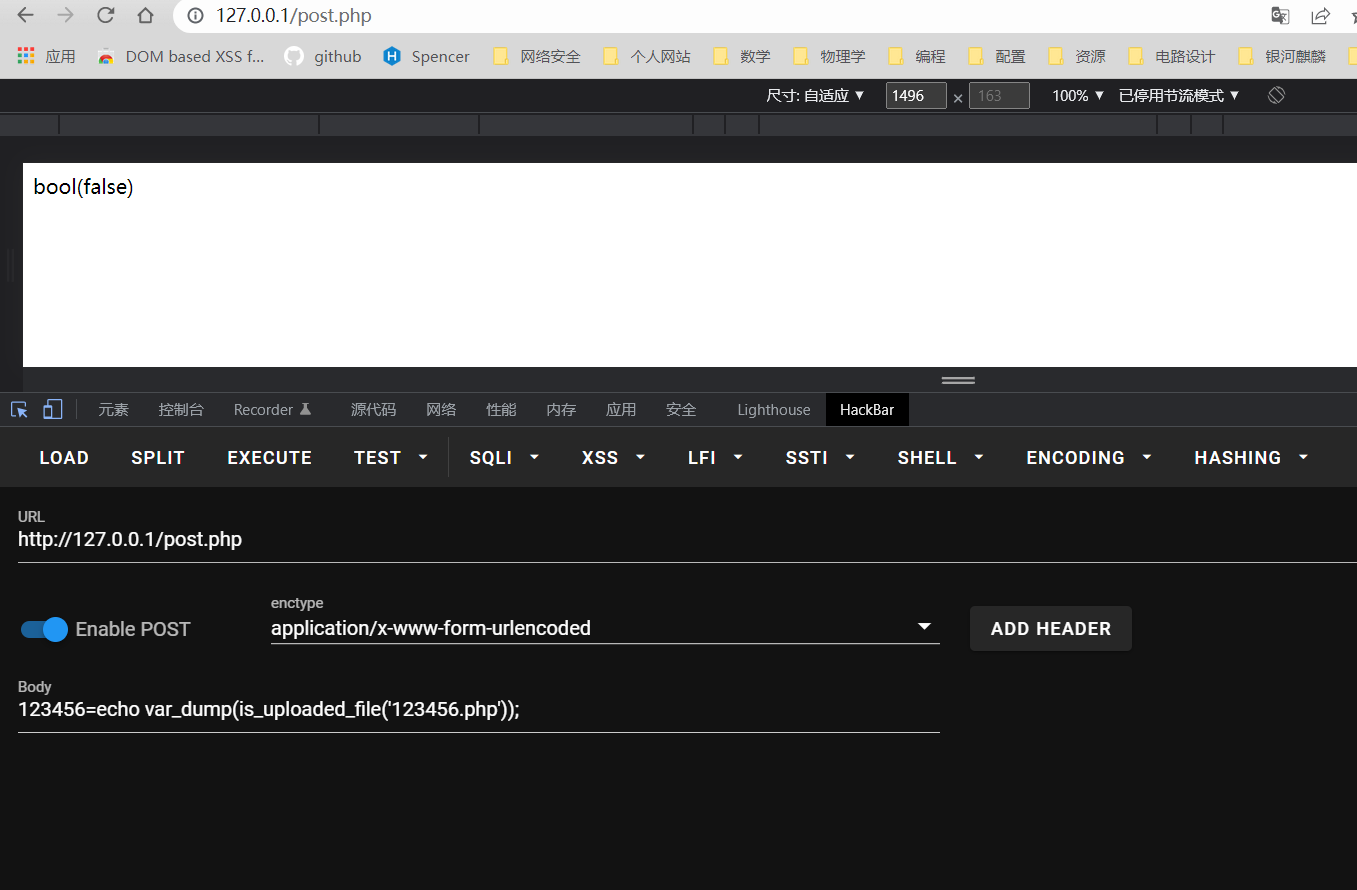 127.0.0.1/post.php
应用 DOM based XSS f... github Spencer 网络安全 个人网站 数学 物理学 编程 配置 资源 电路设计 银河麒麟
尺寸: 自适应 ▼ 1496 × 163 100% ▼ 已停用节流模式 ▼
bool(false)
元素 控制台 Recorder 源代码 网络 性能 内存 应用 安全 Lighthouse HackBar
LOAD SPLIT EXECUTE TEST SQLI XSS LFI SSTI SHELL ENCODING HASHING
URL
http://127.0.0.1/post.php
enctype
Enable POST application/x-www-form-urlencoded ADD HEADER
Body
123456=echo var_dump(is_uploaded_file('123456.php'));